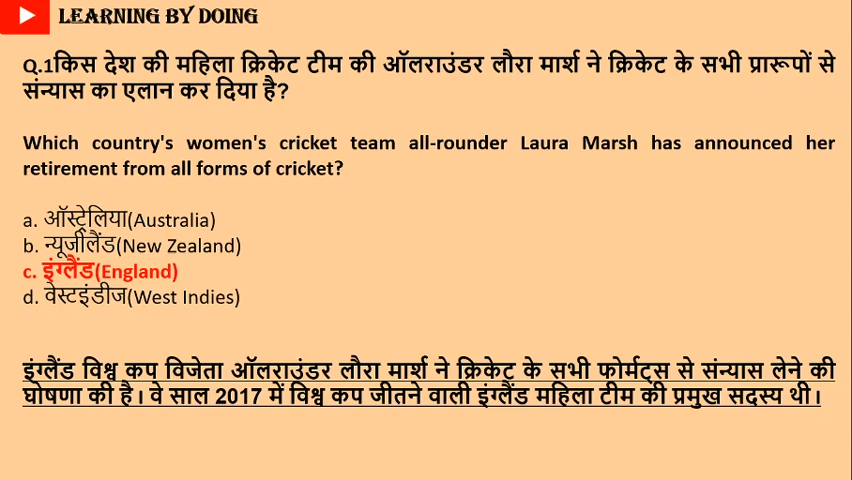 LEARNING BY DOING
Q.1किस देश की महिला क्रिकेट टीम की ऑलराउंडर लौरा मार्श ने क्रिकेट के सभी प्रारूपों से
संन्यास का एलान कर दिया है?
Which country's women's cricket team all-rounder Laura Marsh has announced her
retirement from all forms of cricket?
a. ऑस्ट्रेलिया(Australia)
b. न्यूजीलैंड(New Zealand)
c. इंग्लैंड(England)
d. वेस्टइंडीज(West Indies)
इंग्लैंड विश्व कप विजेता ऑलराउंडर लौरा मार्श ने क्रिकेट के सभी फोर्मट्स से संन्यास लेने की
घोषणा की है। वे साल 2017 में विश्व कप जीतने वाली इंग्लैंड महिला टीम की प्रमुख सदस्य थी।